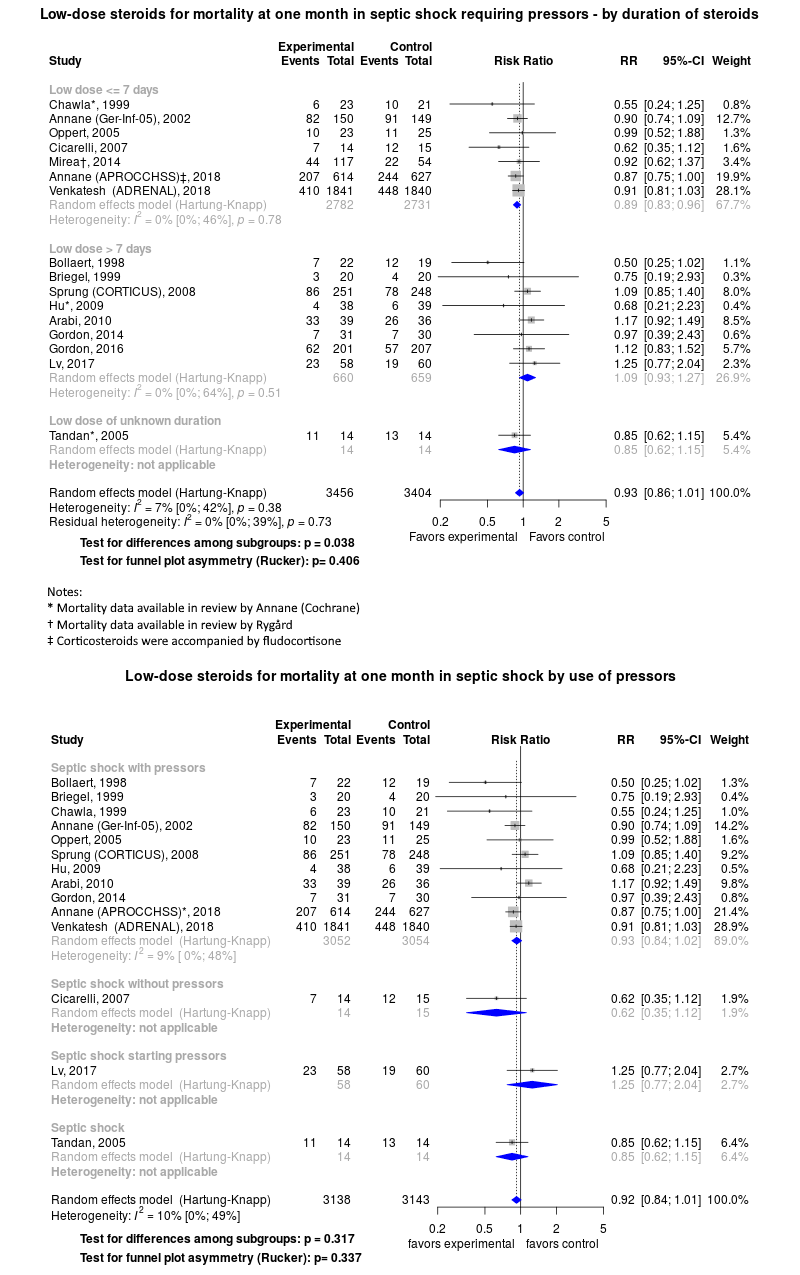 Low-dose steroids for mortality at one month in septic shock requiring pressors - by duration of steroids
Experimental Control
Study Events Total Events Total Risk Ratio RR 95%-CI Weight
Low dose <= 7 days
Chawla*, 1999 6 23 10 21 0.55 [0.24; 1.25] 0.8%
Annane (Ger-Inf-05), 2002 82 150 91 149 0.90 [0.74; 1.09] 12.7%
Oppert, 2005 10 23 11 25 0.99 [0.52; 1.88] 1.3%
Cicarelli, 2007 7 14 12 15 0.62 [0.35; 1.12] 1.6%
Mirea†, 2014 44 117 22 54 0.92 [0.62; 1.37] 3.4%
Annane (APROCCHSS)‡, 2018 207 614 244 627 0.87 [0.75; 1.00] 19.9%
Venkatesh (ADRENAL), 2018 410 1841 448 1840 0.91 [0.81; 1.03] 28.1%
Random effects model (Hartung-Knapp) 2782 2731 0.89 [0.83; 0.96] 67.7%
Heterogeneity: I² = 0% [0%; 46%], p = 0.78
Low dose > 7 days
Bollaert, 1998 7 22 12 19 0.50 [0.25; 1.02] 1.1%
Briegel, 1999 3 20 4 20 0.75 [0.19; 2.93] 0.3%
Sprung (CORTICUS), 2008 86 251 78 248 1.09 [0.85; 1.40] 8.0%
Hu*, 2009 4 38 6 39 0.68 [0.21; 2.23] 0.4%
Arabi, 2010 33 39 26 36 1.17 [0.92; 1.49] 8.5%
Gordon, 2014 7 31 7 30 0.97 [0.39; 2.43] 0.6%
Gordon, 2016 62 201 57 207 1.12 [0.83; 1.52] 5.7%
Lv, 2017 23 58 19 60 1.25 [0.77; 2.04] 2.3%
Random effects model (Hartung-Knapp) 660 659 1.09 [0.93; 1.27] 26.9%
Heterogeneity: I² = 0% [0%; 64%], p = 0.51
Low dose of unknown duration
Tandan*, 2005 11 14 13 14 0.85 [0.62; 1.15] 5.4%
Random effects model (Hartung-Knapp) 14 14 0.85 [0.62; 1.15] 5.4%
Heterogeneity: not applicable
Random effects model (Hartung-Knapp) 3456 3404 0.93 [0.86; 1.01] 100.0%
Heterogeneity: I² = 7% [0%; 42%], p = 0.38
Residual heterogeneity: I² = 0% [0%; 39%], p = 0.73
0.2 0.5 1 2 5
Favors experimental Favors control
Test for differences among subgroups: p = 0.038
Test for funnel plot asymmetry (Rucker): p= 0.406
Notes:
* Mortality data available in review by Annane (Cochrane)
† Mortality data available in review by Rygård
‡ Corticosteroids were accompanied by fludocortisone
Low-dose steroids for mortality at one month in septic shock by use of pressors
Experimental Control
Study Events Total Events Total Risk Ratio RR 95%-CI Weight
Septic shock with pressors
Bollaert, 1998 7 22 12 19 0.50 [0.25; 1.02] 1.3%
Briegel, 1999 3 20 4 20 0.75 [0.19; 2.93] 0.4%
Chawla, 1999 6 23 10 21 0.55 [0.24; 1.25] 1.0%
Annane (Ger-Inf-05), 2002 82 150 91 149 0.90 [0.74; 1.09] 14.2%
Oppert, 2005 10 23 11 25 0.99 [0.52; 1.88] 1.6%
Sprung (CORTICUS), 2008 86 251 78 248 1.09 [0.85; 1.40] 9.2%
Hu, 2009 4 38 6 39 0.68 [0.21; 2.23] 0.5%
Arabi, 2010 33 39 26 36 1.17 [0.92; 1.49] 9.8%
Gordon, 2014 7 31 7 30 0.97 [0.39; 2.43] 0.8%
Annane (APROCCHSS)*, 2018 207 614 244 627 0.87 [0.75; 1.00] 21.4%
Venkatesh (ADRENAL), 2018 410 1841 448 1840 0.91 [0.81; 1.03] 28.9%
Random effects model (Hartung-Knapp) 3052 3054 0.93 [0.84; 1.02] 89.0%
Heterogeneity: I² = 9% [ 0%; 48%]
Septic shock without pressors
Cicarelli, 2007 7 14 12 15 0.62 [0.35; 1.12] 1.9%
Random effects model (Hartung-Knapp) 14 15 0.62 [0.35; 1.12] 1.9%
Heterogeneity: not applicable
Septic shock starting pressors
Lv, 2017 23 58 19 60 1.25 [0.77; 2.04] 2.7%
Random effects model (Hartung-Knapp) 58 60 1.25 [0.77; 2.04] 2.7%
Heterogeneity: not applicable
Septic shock
Tandan, 2005 11 14 13 14 0.85 [0.62; 1.15] 6.4%
Random effects model (Hartung-Knapp) 14 14 0.85 [0.62; 1.15] 6.4%
Heterogeneity: not applicable
Random effects model (Hartung-Knapp) 3138 3143 0.92 [0.84; 1.01] 100.0%
Heterogeneity: I² = 10% [0%; 49%]
0.2 0.5 1 2 5
favors experimental favors control
Test for differences among subgroups: p = 0.317
Test for funnel plot asymmetry (Rucker): p= 0.337